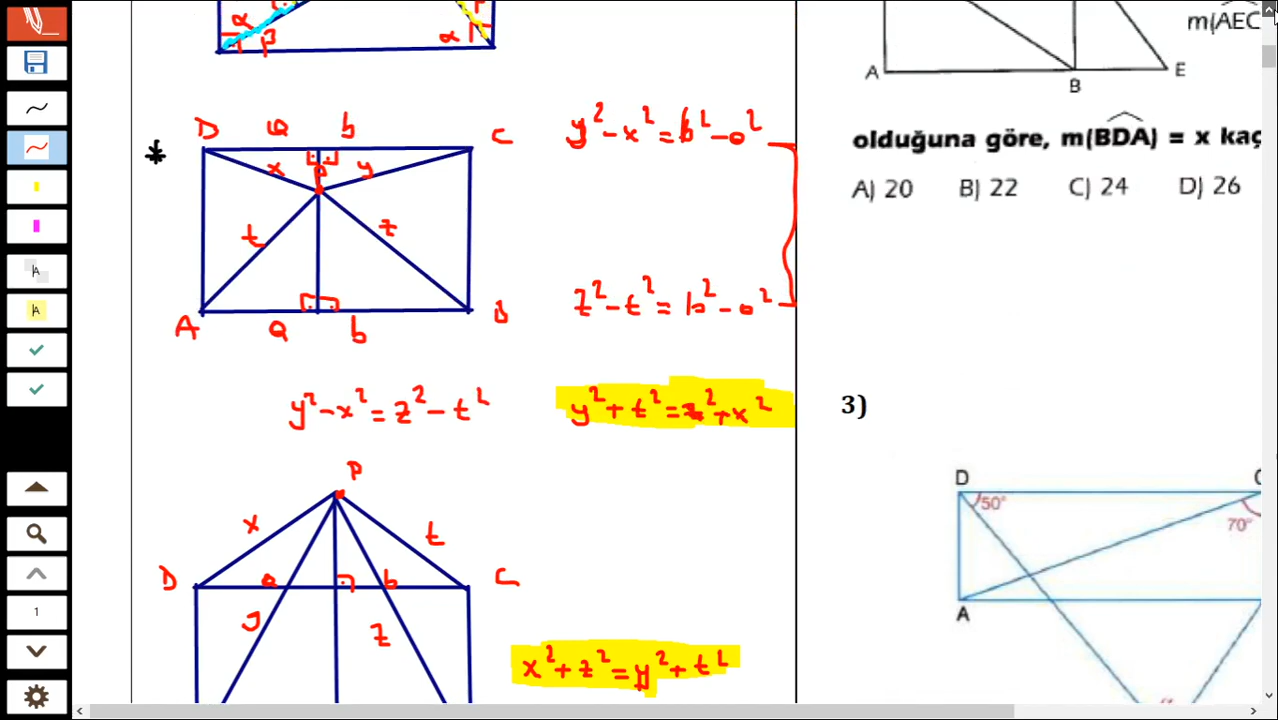 α
β
α
*
D a b C
x P y
t z
A a b B
y² - x² = b² - a²
z² - t² = b² - a²
y² - x² = z² - t²
y² + t² = z² + x²
P
x t
D a b C
y z
x² + z² = y² + t²
A B E
m(AEC
olduğuna göre, m(BDA) = x kaç
A) 20 B) 22 C) 24 D) 26
3)
D
50°
70°
A
A
A
1